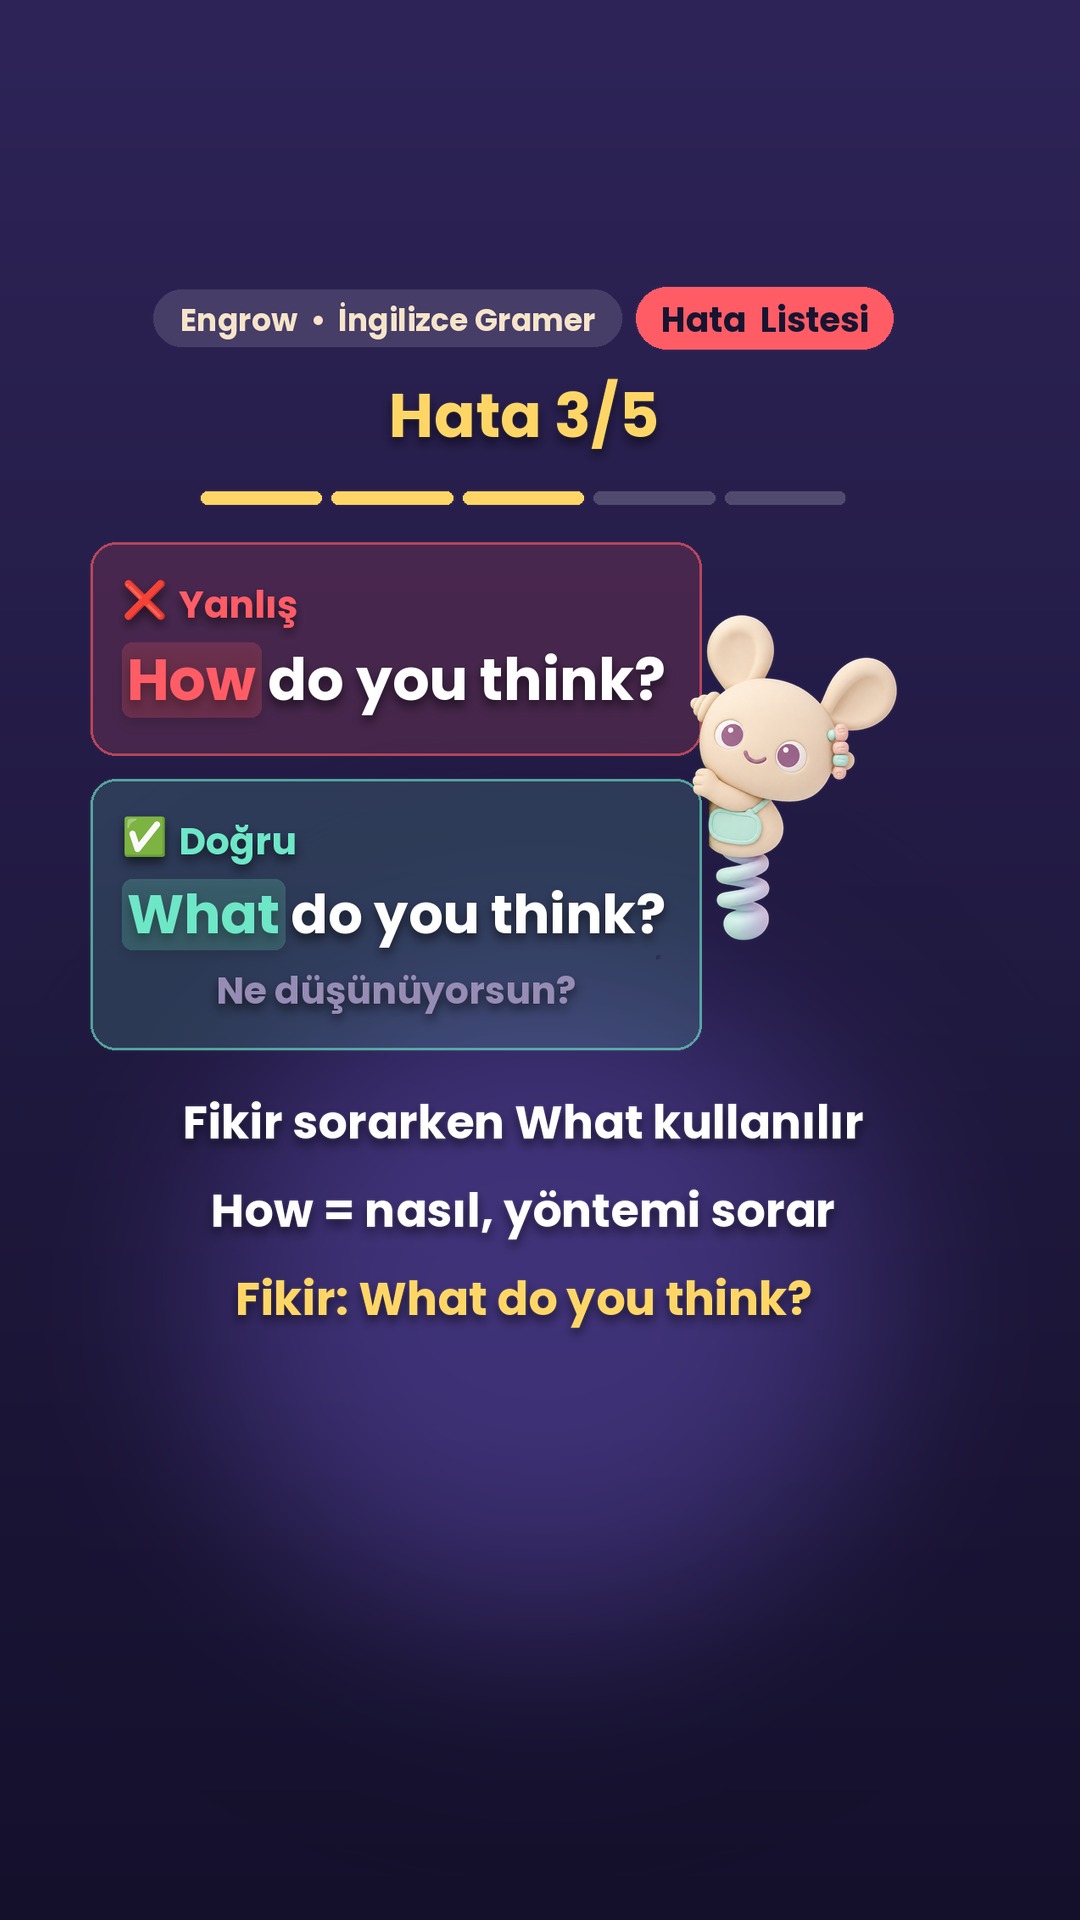 Engrow • İngilizce Gramer
Hata Listesi
Hata 3/5
❌ Yanlış
How do you think?
✅ Doğru
What do you think?
Ne düşünüyorsun?
Fikir sorarken What kullanılır
How = nasıl, yöntemi sorar
Fikir: What do you think?